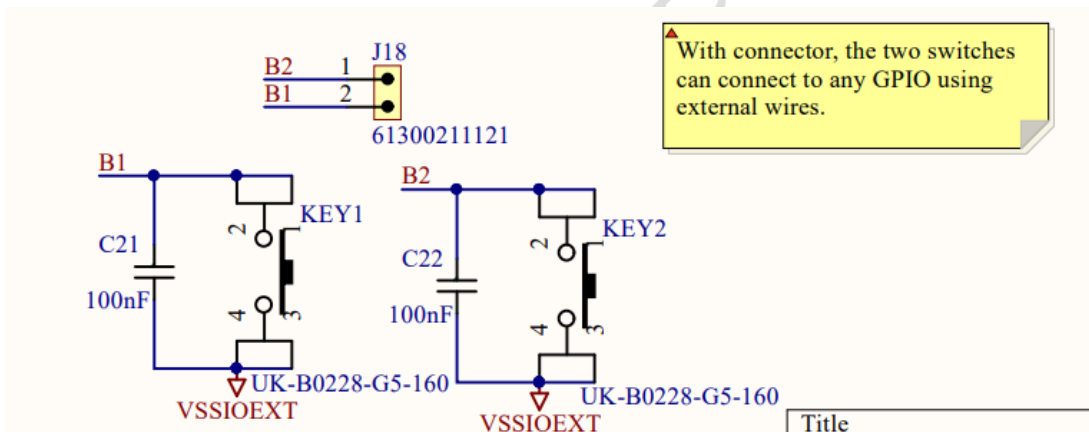 J18
B2 1
B1 2
61300211121
With connector, the two switches
can connect to any GPIO using
external wires.
B1
B2
2 1 KEY1
2 1 KEY2
C21
C22
100nF
100nF
4 3
4 3
UK-B0228-G5-160
UK-B0228-G5-160
VSSIOEXT
VSSIOEXT
Title